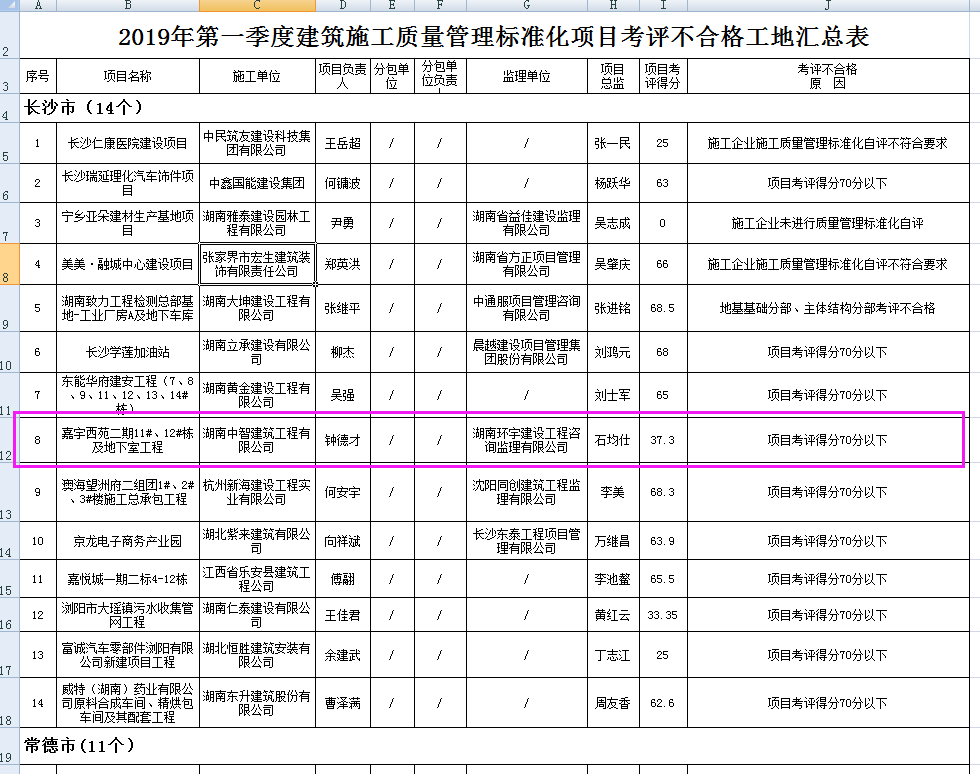 A B C D E F G H I J
2 2019年第一季度建筑施工质量管理标准化项目考评不合格工地汇总表
3 序号 项目名称 施工单位 项目负责人 分包单位 分包单位负责 监理单位 项目总监 项目考评得分 考评不合格原 因
4 长沙市（14个）
5 1 长沙仁康医院建设项目 中民筑友建设科技集团有限公司 王岳超 / / / 张一民 25 施工企业施工质量管理标准化自评不符合要求
6 2 长沙瑞延理化汽车饰件项目 中鑫国能建设集团 何镛波 / / / 杨跃华 63 项目考评得分70分以下
7 3 宁乡亚朵建材生产基地项目 湖南雅泰建设园林工程有限公司 尹勇 / / 湖南省益佳建设监理有限公司 吴志成 0 施工企业未进行质量管理标准化自评
8 4 美美·融城中心建设项目 张家界市宏生建筑装饰有限责任公司 郑英洪 / / 湖南省方正项目管理有限公司 吴肇庆 66 施工企业施工质量管理标准化自评不符合要求
9 5 湖南致力工程检测总部基地-工业厂房A及地下车库 湖南大坤建设工程有限公司 张继平 / / 中通服项目管理咨询有限公司 张进铭 68.5 地基基础分部、主体结构分部考评不合格
10 6 长沙学莲加油站 湖南立承建设有限公司 柳杰 / / 晨越建设项目管理集团股份有限公司 刘鸿元 68 项目考评得分70分以下
11 7 东能华府建安工程（7、8、9、11、12、13、14#栋） 湖南黄金建设工程有限公司 吴强 / / / 刘士军 65 项目考评得分70分以下
12 8 嘉宇西苑二期11#、12#栋及地下室工程 湖南中智建筑工程有限公司 钟德才 / / 湖南环宇建设工程咨询监理有限公司 石均仕 37.3 项目考评得分70分以下
13 9 澳海望洲府二组团1#、2#、3#楼施工总承包工程 杭州新海建设工程实业有限公司 何安宇 / / 沈阳同创建筑工程监理有限公司 李美 68.3 项目考评得分70分以下
14 10 京龙电子商务产业园 湖北紫来建筑有限公司 向祥斌 / / 长沙东泰工程项目管理有限公司 万继昌 63.9 项目考评得分70分以下
15 11 嘉悦城一期二标4-12栋 江西省乐安县建筑工程公司 傅翮 / / / 李池鳌 65.5 项目考评得分70分以下
16 12 浏阳市大瑶镇污水收集管网工程 湖南仁泰建设有限公司 王佳君 / / / 黄红云 33.35 项目考评得分70分以下
17 13 富诚汽车零部件浏阳有限公司新建项目工程 湖北恒胜建筑安装有限公司 余建武 / / / 丁志江 25 项目考评得分70分以下
18 14 威特（湖南）药业有限公司原料合成车间、精烘包车间及其配套工程 湖南东升建筑股份有限公司 曹泽满 / / / 周友香 62.6 项目考评得分70分以下
19 常德市（11个）